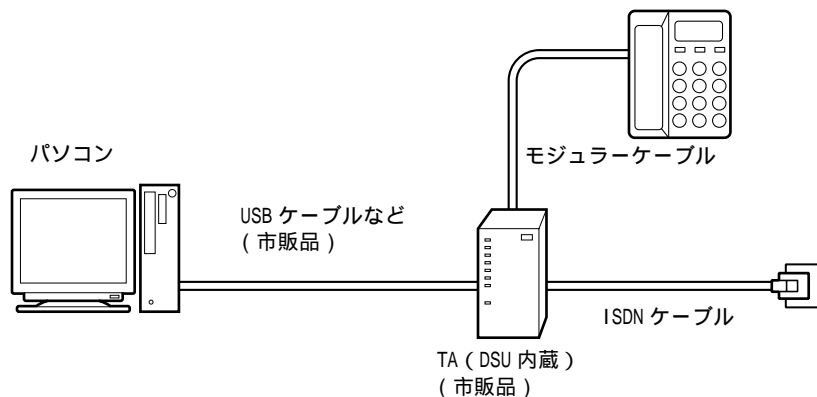 パソコン
モジュラーケーブル
USB ケーブルなど
(市販品)
ISDN ケーブル
TA(DSU 内蔵)
(市販品)